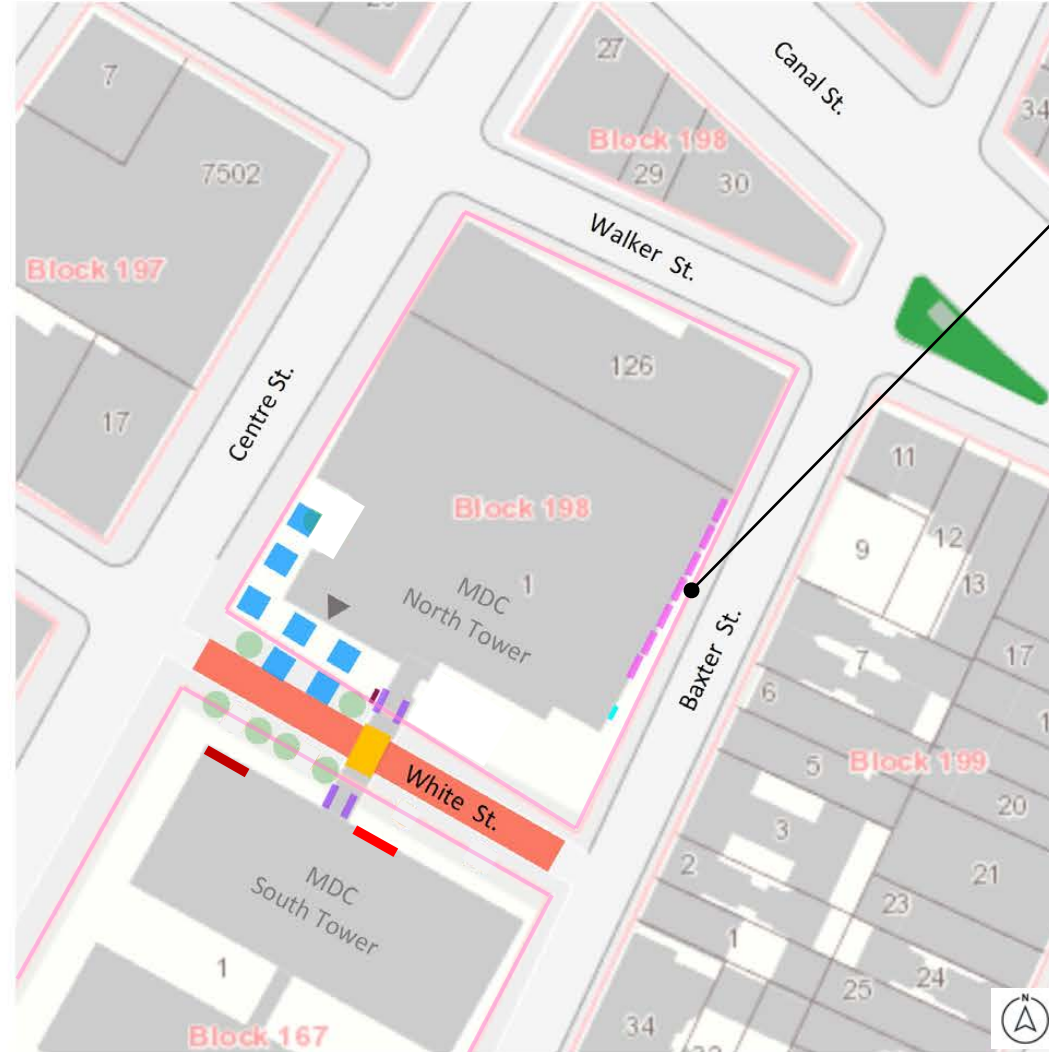 27
Canal St.
7
34
Block 198
7502
29
30
Walker St.
Block 197
126
Centre St.
17
11
Block 198
12
9
1
13
MDC
North Tower
Baxter St.
17
7
6
1
5
Block 199
White St.
20
3
2
21
MDC
South Tower
23
1
1
24
25
N
34
Block 167